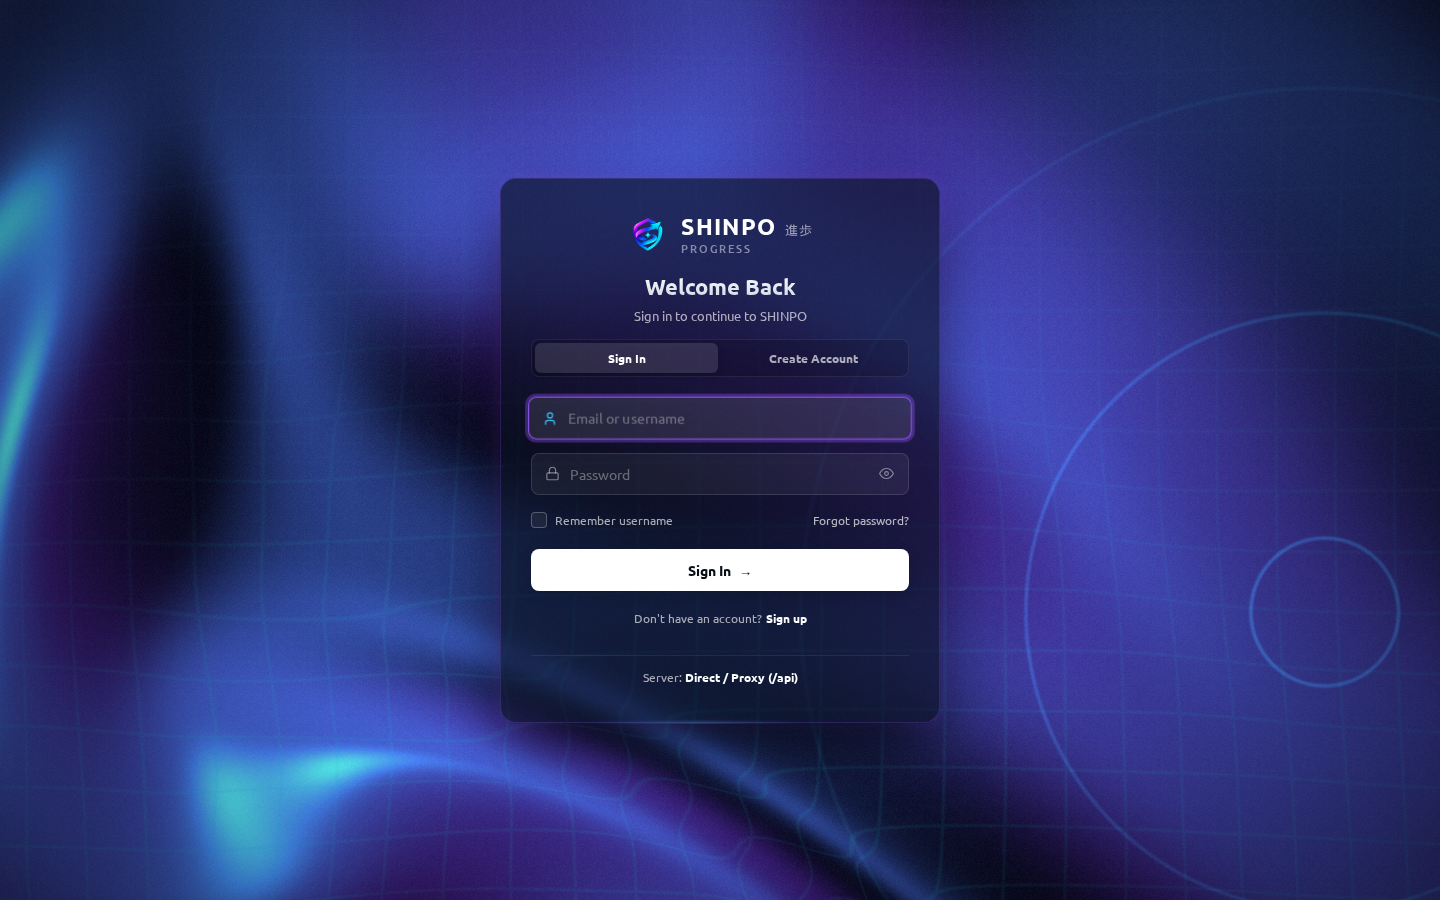 SHINPO 進歩
PROGRESS
Welcome Back
Sign in to continue to SHINPO
Sign In
Create Account
Email or username
Password
Remember username
Forgot password?
Sign In →
Don't have an account? Sign up
Server: Direct / Proxy (/api)